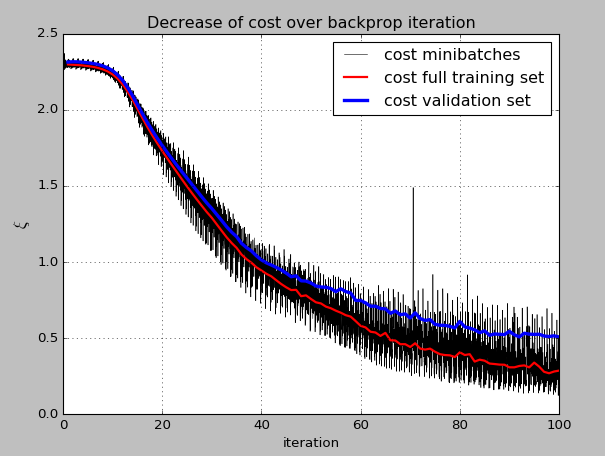 Decrease of cost over backprop iteration
cost minibatches
cost full training set
cost validation set
2.5
2.0
1.5
1.0
0.5
0.0
ξ
0 20 40 60 80 100
iteration